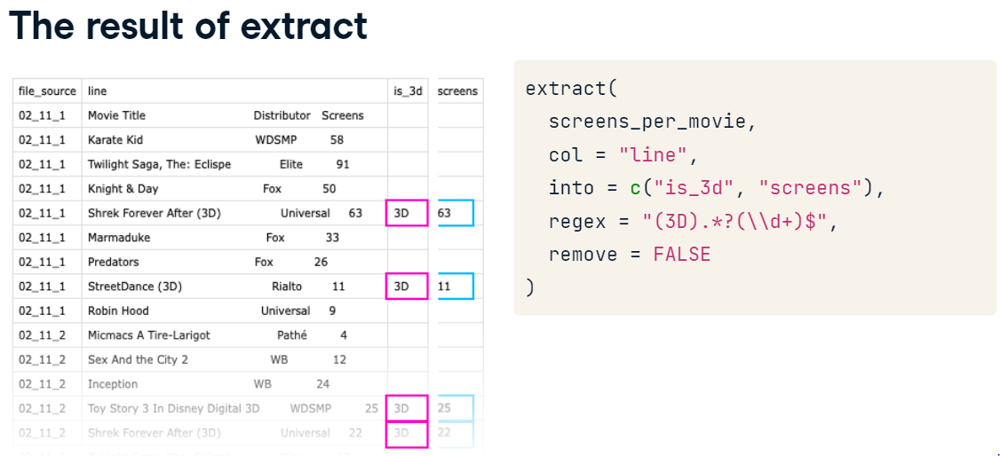 The result of extract
file_source line is_3d screens
02_11_1 Movie Title Distributor Screens
02_11_1 Karate Kid WDSMP 58
02_11_1 Twilight Saga, The: Eclispe Elite 91
02_11_1 Knight & Day Fox 50
02_11_1 Shrek Forever After (3D) Universal 63 3D 63
02_11_1 Marmaduke Fox 33
02_11_1 Predators Fox 26
02_11_1 StreetDance (3D) Rialto 11 3D 11
02_11_1 Robin Hood Universal 9
02_11_2 Micmacs A Tire-Larigot Pathé 4
02_11_2 Sex And the City 2 WB 12
02_11_2 Inception WB 24
02_11_2 Toy Story 3 In Disney Digital 3D WDSMP 25 3D 25
02_11_2 Shrek Forever After (3D) Universal 22 3D 22
extract(
screens_per_movie,
col = "line",
into = c("is_3d", "screens"),
regex = "(3D).*?(\\d+)$",
remove = FALSE
)